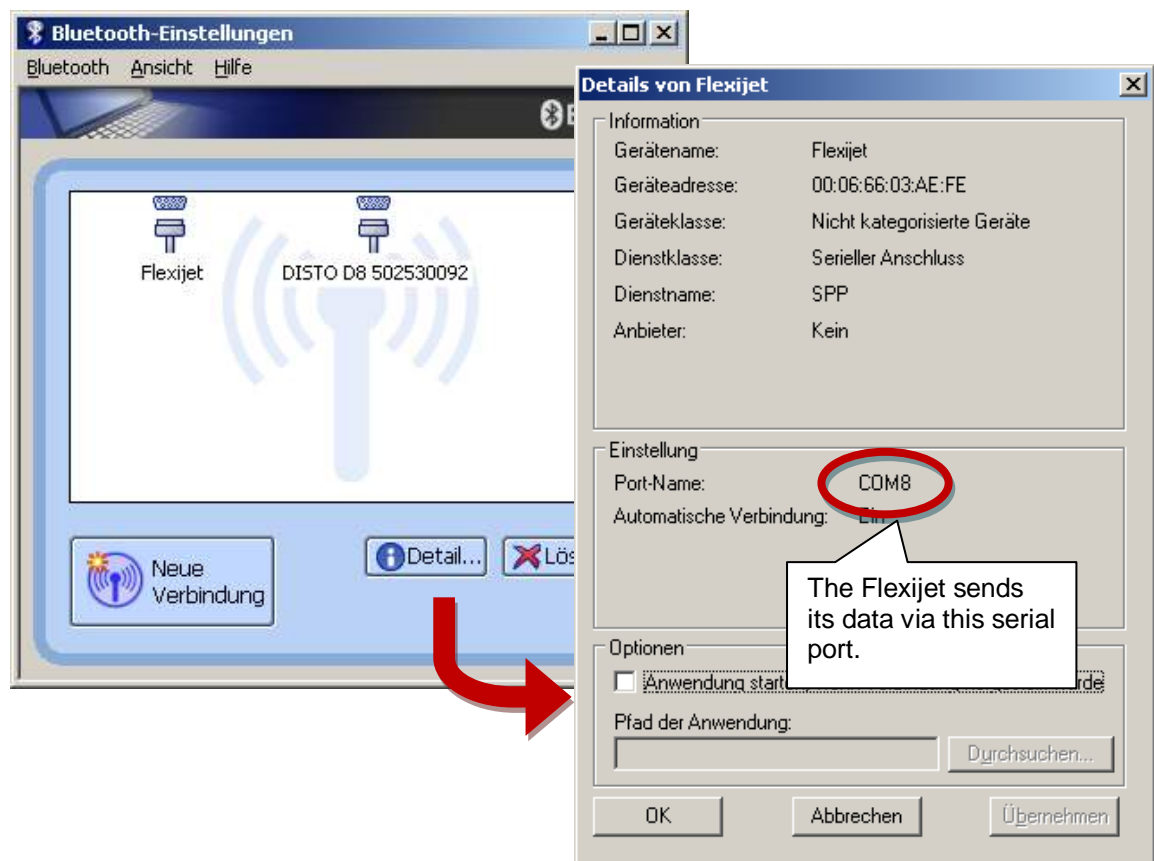 Bluetooth-Einstellungen
Bluetooth Ansicht Hilfe
Flexijet
DISTO D8 502530092
Neue
Verbindung
Detail...
Details von Flexijet
Information
Gerätename: Flexijet
Geräteadresse: 00:06:66:03:AE:FE
Geräteklasse: Nicht kategorisierte Geräte
Dienstklasse: Serieller Anschluss
Dienstname: SPP
Anbieter: Kein
Einstellung
Port-Name: COM8
Automatische Verbindung: Ein
The Flexijet sends
its data via this serial
port.
Optionen
Anwendung
Pfad der Anwendung:
Durchsuchen...
OK Abbrechen Übernehmen